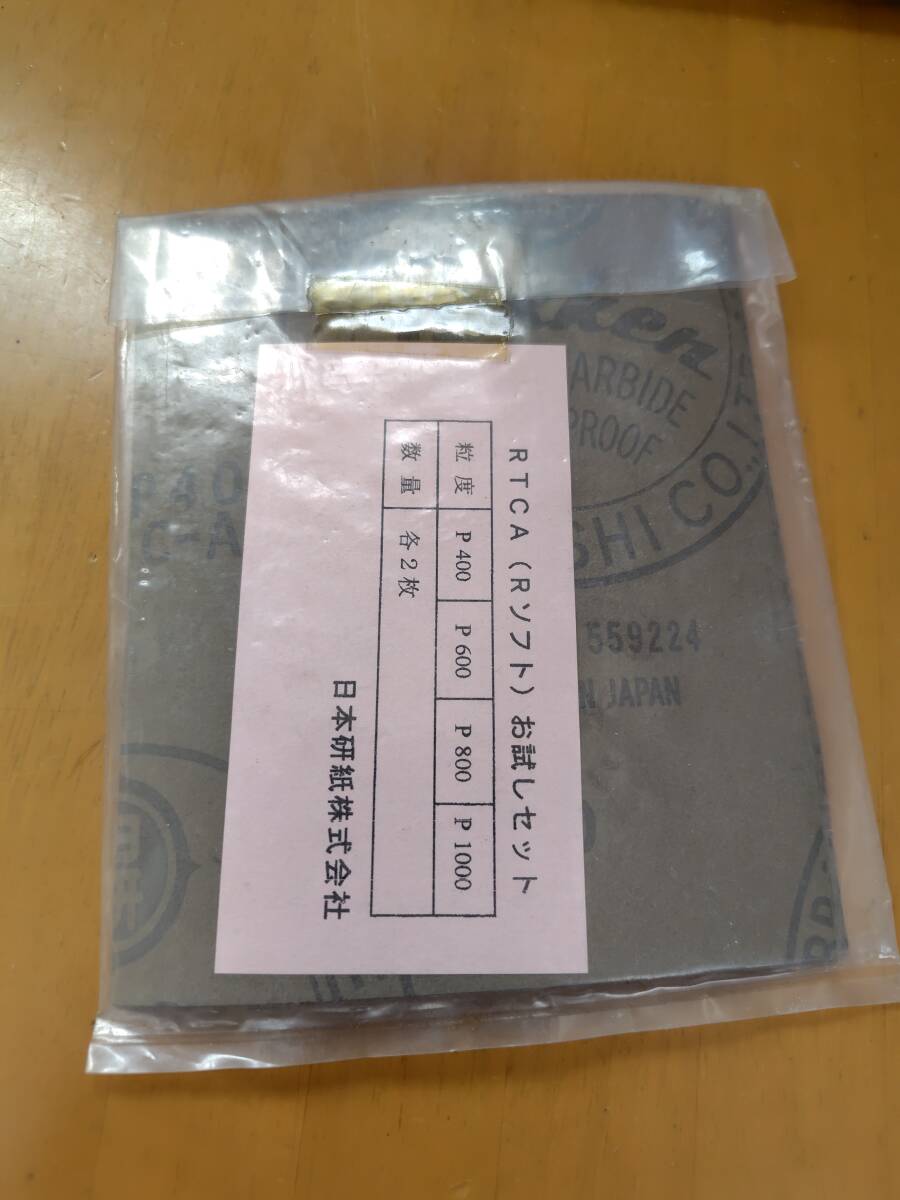 RTCA(Rソフト)お試しセット
粒度 P400 P600 P800 P1000
数量 各2枚
日本研紙株式会社
ARBIDE
PROOF
SHI CO.,
559224
N JAPAN
C-A